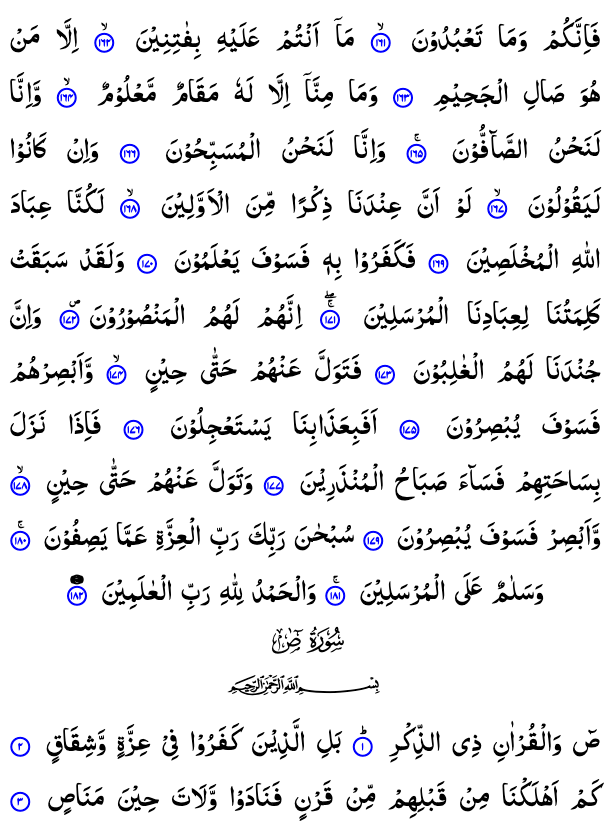 فَاِنَّكُمْ وَمَا تَعْبُدُوْنَ ۙ‏﴿۱۶۱﴾ مَاۤ اَنْتُمْ عَلَيْهِ بِفٰتِنِيْنَ ۙ‏﴿۱۶۲﴾ اِلَّا مَنْ
هُوَ صَالِ الْجَحِيْمِ ﴿۱۶۳﴾ وَمَا مِنَّاۤ اِلَّا لَهٗ مَقَامٌ مَّعْلُوْمٌ ۙ‏﴿۱۶۴﴾ وَّاِنَّا
لَنَحْنُ الصَّآفُّوْنَ ۚ‏﴿۱۶۵﴾ وَاِنَّا لَنَحْنُ الْمُسَبِّحُوْنَ ﴿۱۶۶﴾ وَاِنْ كَانُوْا
لَيَقُوْلُوْنَ ۙ‏﴿۱۶۷﴾ لَوْ اَنَّ عِنْدَنَا ذِكْرًا مِّنَ الْاَوَّلِيْنَ ۙ‏﴿۱۶۸﴾ لَكُنَّا عِبَادَ
اللّٰهِ الْمُخْلَصِيْنَ ﴿۱۶۹﴾ فَكَفَرُوْا بِهٖ فَسَوْفَ يَعْلَمُوْنَ ﴿۱۷۰﴾ وَلَقَدْ سَبَقَتْ
كَلِمَتُنَا لِعِبَادِنَا الْمُرْسَلِيْنَ ۖۚ‏﴿۱۷۱﴾ اِنَّهُمْ لَهُمُ الْمَنْصُوْرُوْنَ ۪‏﴿۱۷۲﴾ وَاِنَّ
جُنْدَنَا لَهُمُ الْغٰلِبُوْنَ ﴿۱۷۳﴾ فَتَوَلَّ عَنْهُمْ حَتّٰى حِيْنٍۙ‏ ﴿۱۷۴﴾ وَّاَبْصِرْهُمْ
فَسَوْفَ يُبْصِرُوْنَ ﴿۱۷۵﴾ اَفَبِعَذَابِنَا يَسْتَعْجِلُوْنَ ﴿۱۷۶﴾ فَاِذَا نَزَلَ
بِسَاحَتِهِمْ فَسَآءَ صَبَاحُ الْمُنْذَرِيْنَ ﴿۱۷۷﴾ وَتَوَلَّ عَنْهُمْ حَتّٰى حِيْنٍۙ‏ ﴿۱۷۸﴾
وَّاَبْصِرْ فَسَوْفَ يُبْصِرُوْنَ ﴿۱۷۹﴾ سُبْحٰنَ رَبِّكَ رَبِّ الْعِزَّةِ عَمَّا يَصِفُوْنَ ۚ‏﴿۱۸۰﴾
وَسَلٰمٌ عَلَى الْمُرْسَلِيْنَ ۚ‏﴿۱۸۱﴾ وَالْحَمْدُ لِلّٰهِ رَبِّ الْعٰلَمِيْنَ ﴿۱۸۲﴾
سُوْرَةُ صٓ
بِسْمِ اللّٰهِ الرَّحْمٰنِ الرَّحِيْمِ
صٓ وَالْقُرْاٰنِ ذِى الذِّكْرِؕ‏ ﴿۱﴾ بَلِ الَّذِيْنَ كَفَرُوْا فِىْ عِزَّةٍ وَّشِقَاقٍ ﴿۲﴾
كَمْ اَهْلَكْنَا مِنْ قَبْلِهِمْ مِّنْ قَرْنٍ فَنَادَوْا وَّلَاتَ حِيْنَ مَنَاصٍ ﴿۳﴾